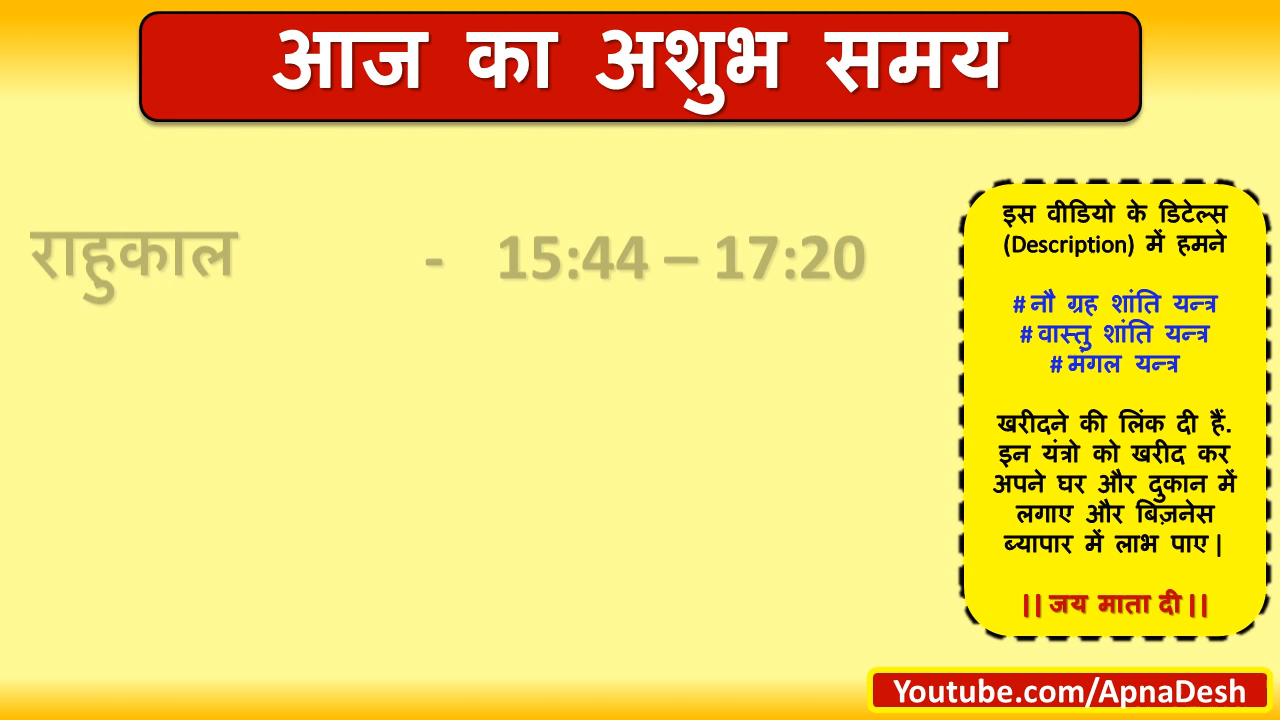 आज का अशुभ समय
राहुकाल - 15:44 – 17:20
इस वीडियो के डिटेल्स
(Description) में हमने
# नौ ग्रह शांति यन्त्र
# वास्तु शांति यन्त्र
# मंगल यन्त्र
खरीदने की लिंक दी हैं.
इन यंत्रो को खरीद कर
अपने घर और दुकान में
लगाए और बिज़नेस
ब्यापार में लाभ पाए |
|| जय माता दी ||
Youtube.com/ApnaDesh